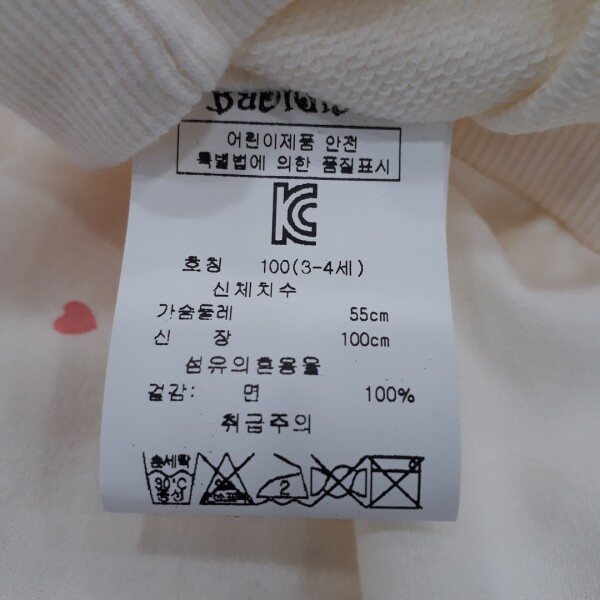 어린이제품 안전
특별법에 의한 품질표시
호칭 100(3-4세)
신체치수
가슴둘레 55cm
신 장 100cm
섬유의혼용율
겉감: 면 100%
취급주의
손세탁
30℃
중성
2